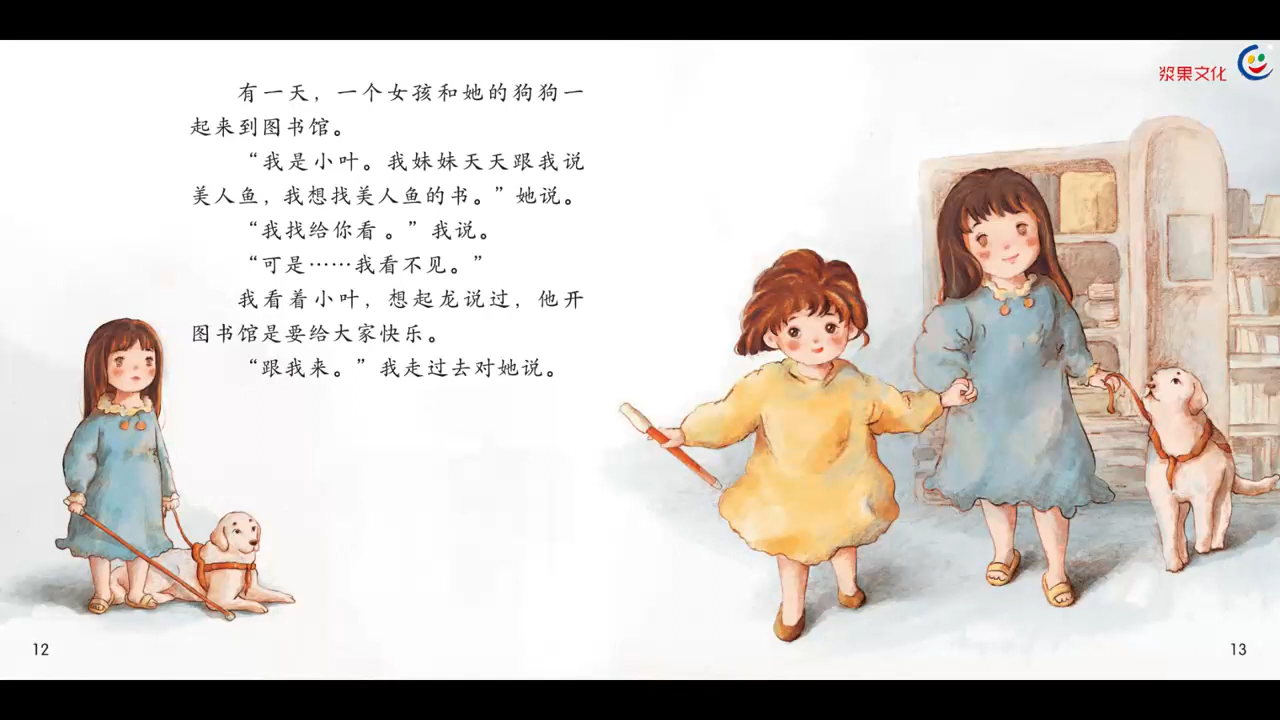 浆果文化
有一天，一个女孩和她的狗狗一
起来到图书馆。
“我是小叶。我妹妹天天跟我说
美人鱼，我想找美人鱼的书。”她说。
“我找给你看。”我说。
“可是……我看不见。”
我看着小叶，想起龙说过，他开
图书馆是要给大家快乐。
“跟我来。”我走过去对她说。
12
13